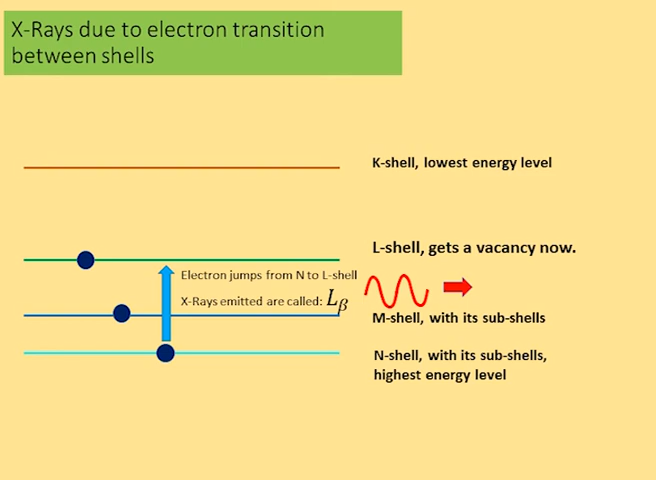 X-Rays due to electron transition
between shells
K-shell, lowest energy level
L-shell, gets a vacancy now.
Electron jumps from N to L-shell
X-Rays emitted are called: Lβ
M-shell, with its sub-shells
N-shell, with its sub-shells,
highest energy level